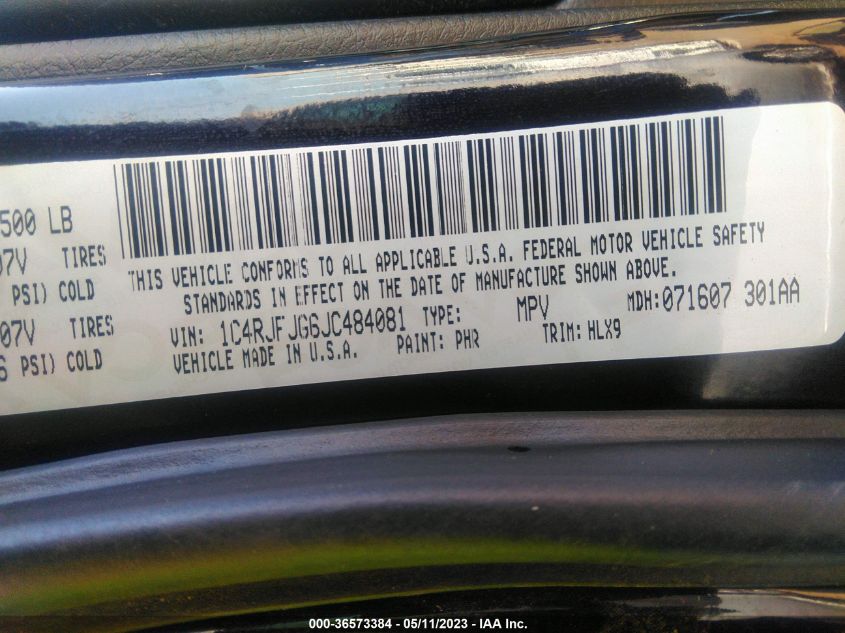 500 LB
07V TIRES
PSI) COLD
07V TIRES
6 PSI) COLD
THIS VEHICLE CONFORMS TO ALL APPLICABLE U.S.A. FEDERAL MOTOR VEHICLE SAFETY
STANDARDS IN EFFECT ON THE DATE OF MANUFACTURE SHOWN ABOVE.
VIN: 1C4RJFJG6JC484081 TYPE: MPV MDH: 071607 301AA
VEHICLE MADE IN U.S.A. PAINT: PHR TRIM: HLX9
000-36573384 - 05/11/2023 - IAA Inc.